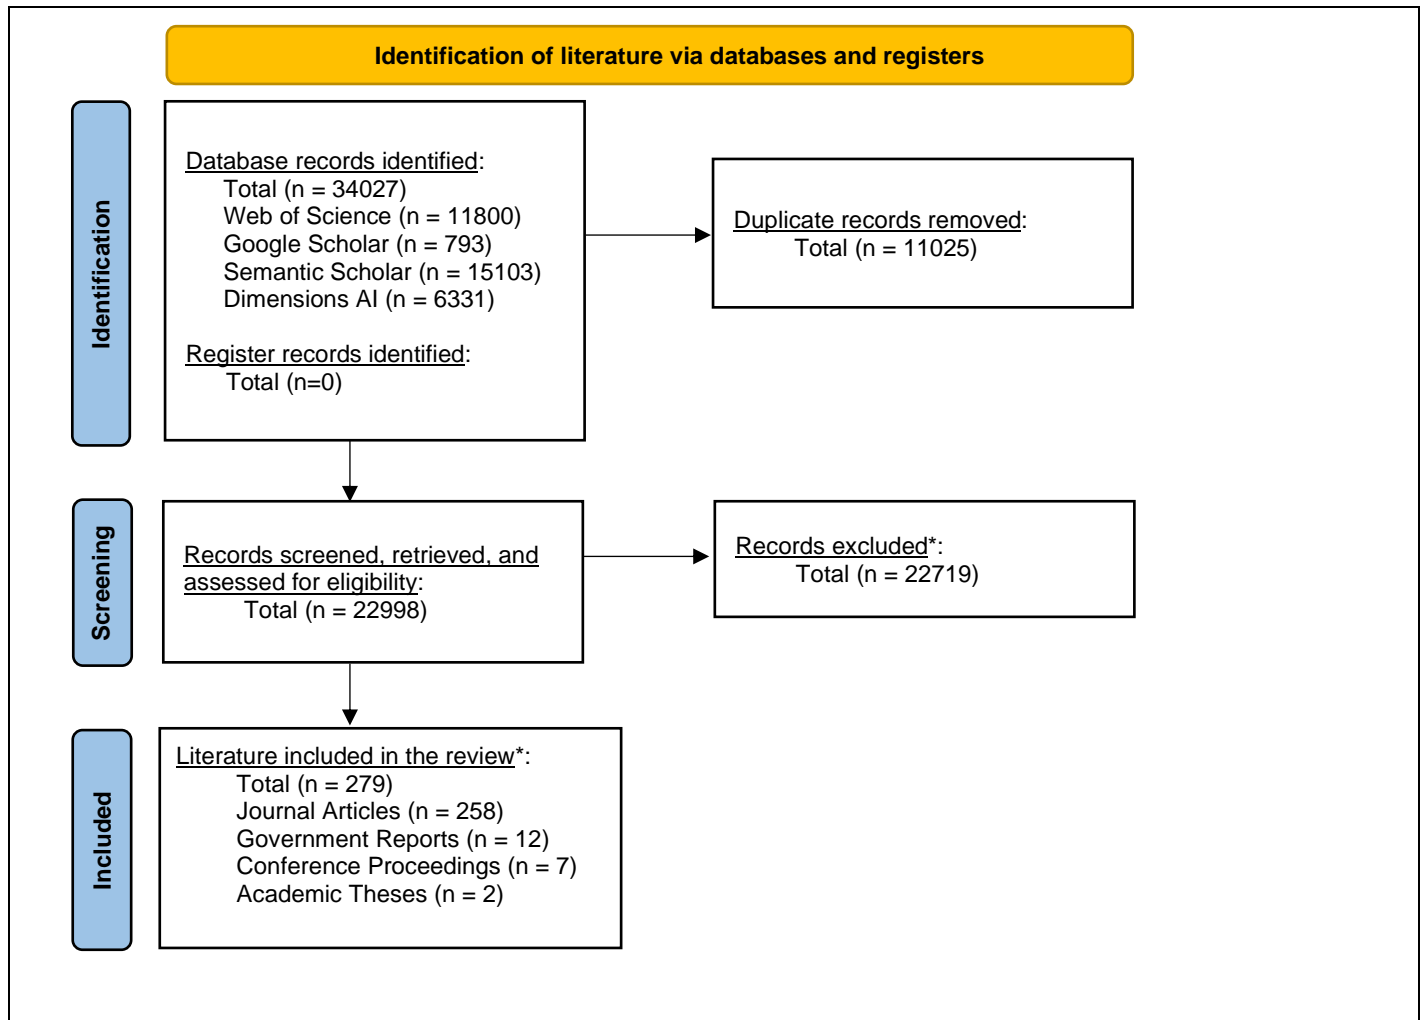 Identification of literature via databases and registers
Identification
Database records identified:
Total (n = 34027)
Web of Science (n = 11800)
Google Scholar (n = 793)
Semantic Scholar (n = 15103)
Dimensions AI (n = 6331)
Register records identified:
Total (n=0)
Duplicate records removed:
Total (n = 11025)
Screening
Records screened, retrieved, and
assessed for eligibility:
Total (n = 22998)
Records excluded*:
Total (n = 22719)
Included
Literature included in the review*:
Total (n = 279)
Journal Articles (n = 258)
Government Reports (n = 12)
Conference Proceedings (n = 7)
Academic Theses (n = 2)